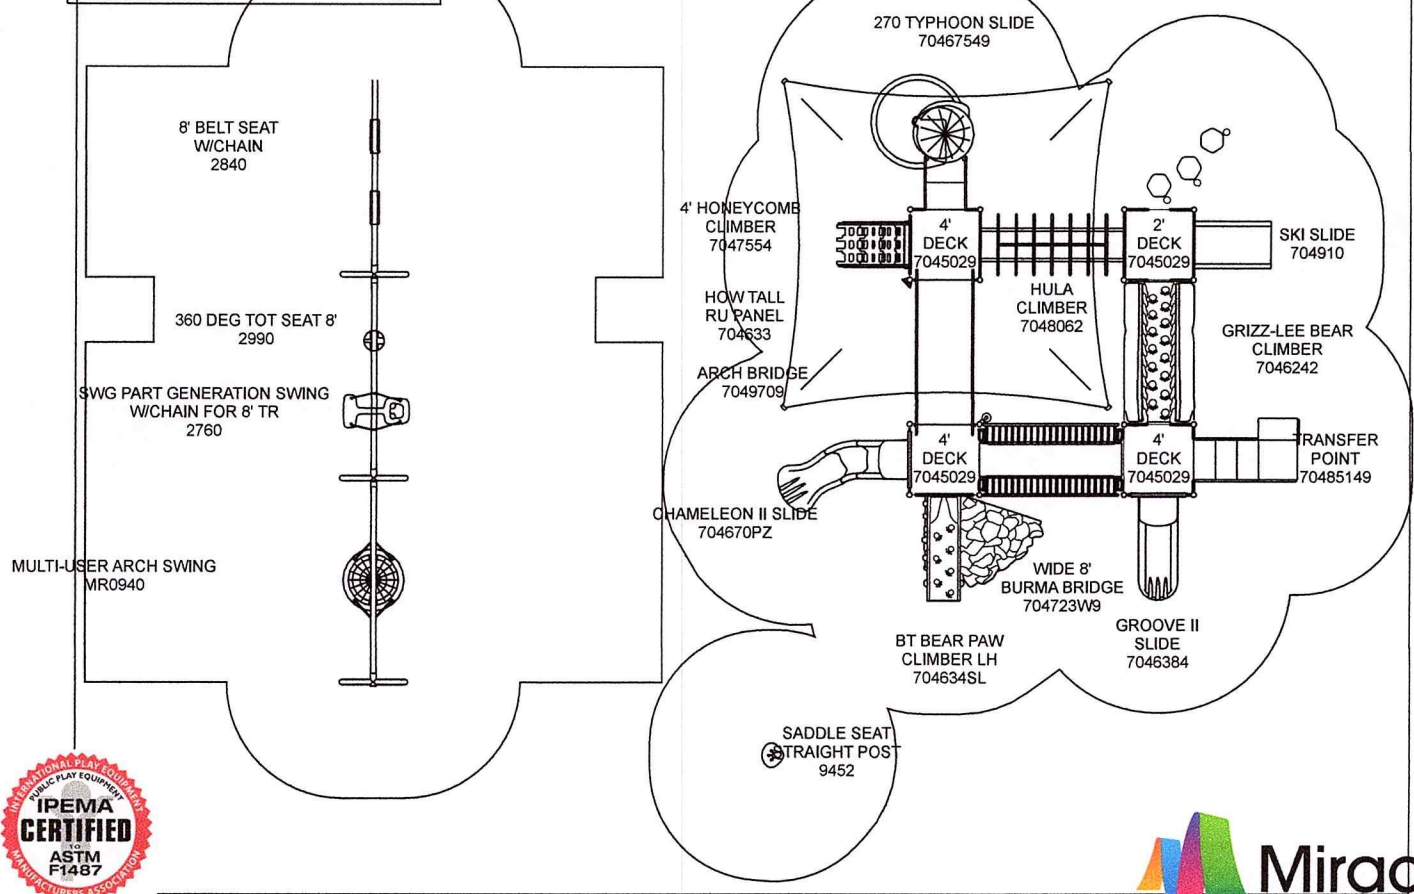 270 TYPHOON SLIDE
70467549
8' BELT SEAT
W/CHAIN
2840
4' HONEYCOMB
CLIMBER
7047554
4'
DECK
7045029
2'
DECK
7045029
SKI SLIDE
704910
HOW TALL
RU PANEL
704633
HULA
CLIMBER
7048062
360 DEG TOT SEAT 8'
2990
GRIZZ-LEE BEAR
CLIMBER
7046242
ARCH BRIDGE
7049709
SWG PART GENERATION SWING
W/CHAIN FOR 8' TR
2760
4'
DECK
7045029
4'
DECK
7045029
TRANSFER
POINT
70485149
CHAMELEON II SLIDE
704670PZ
MULTI-USER ARCH SWING
MR0940
WIDE 8'
BURMA BRIDGE
704723W9
GROOVE II
SLIDE
7046384
BT BEAR PAW
CLIMBER LH
704634SL
SADDLE SEAT
STRAIGHT POST
9452
INTERNATIONAL PLAY EQUIPMENT
PUBLIC PLAY EQUIPMENT
IPEMA
CERTIFIED
TO
ASTM
F1487
MANUFACTURERS ASSOCIATION
Mirac